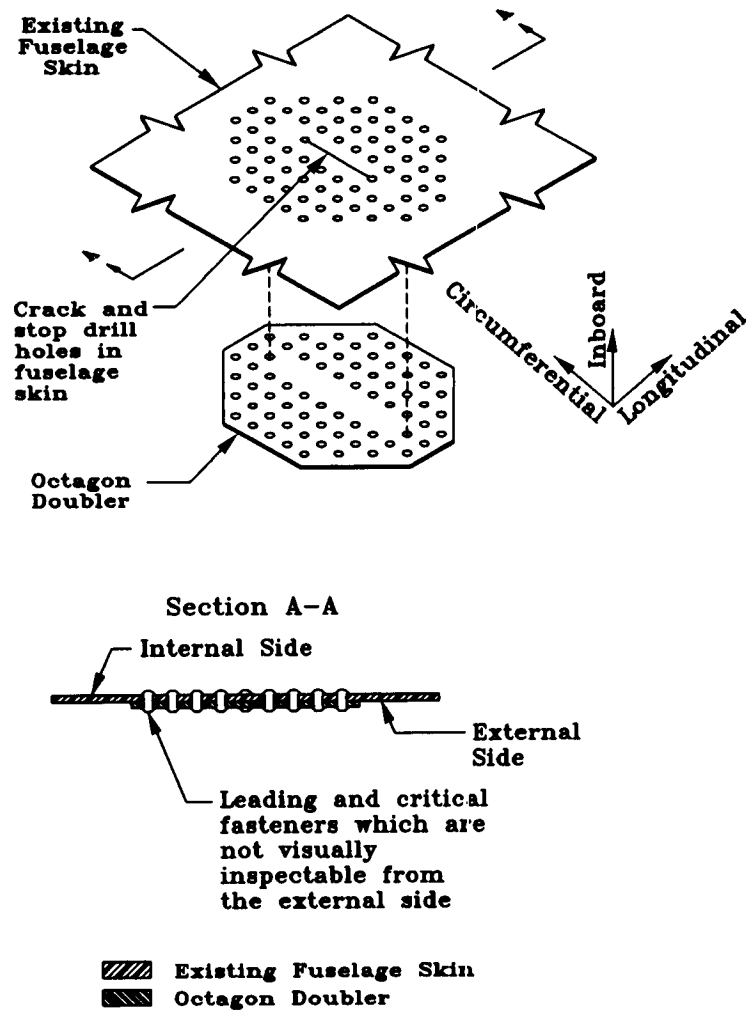 Existing
Fuselage
Skin
A
A
Crack and
stop drill
holes in
fuselage
skin
Circumferential
Inboard
Longitudinal
Octagon
Doubler
Section A-A
Internal Side
External
Side
Leading and critical
fasteners which are
not visually
inspectable from
the external side
Existing Fuselage Skin
Octagon Doubler